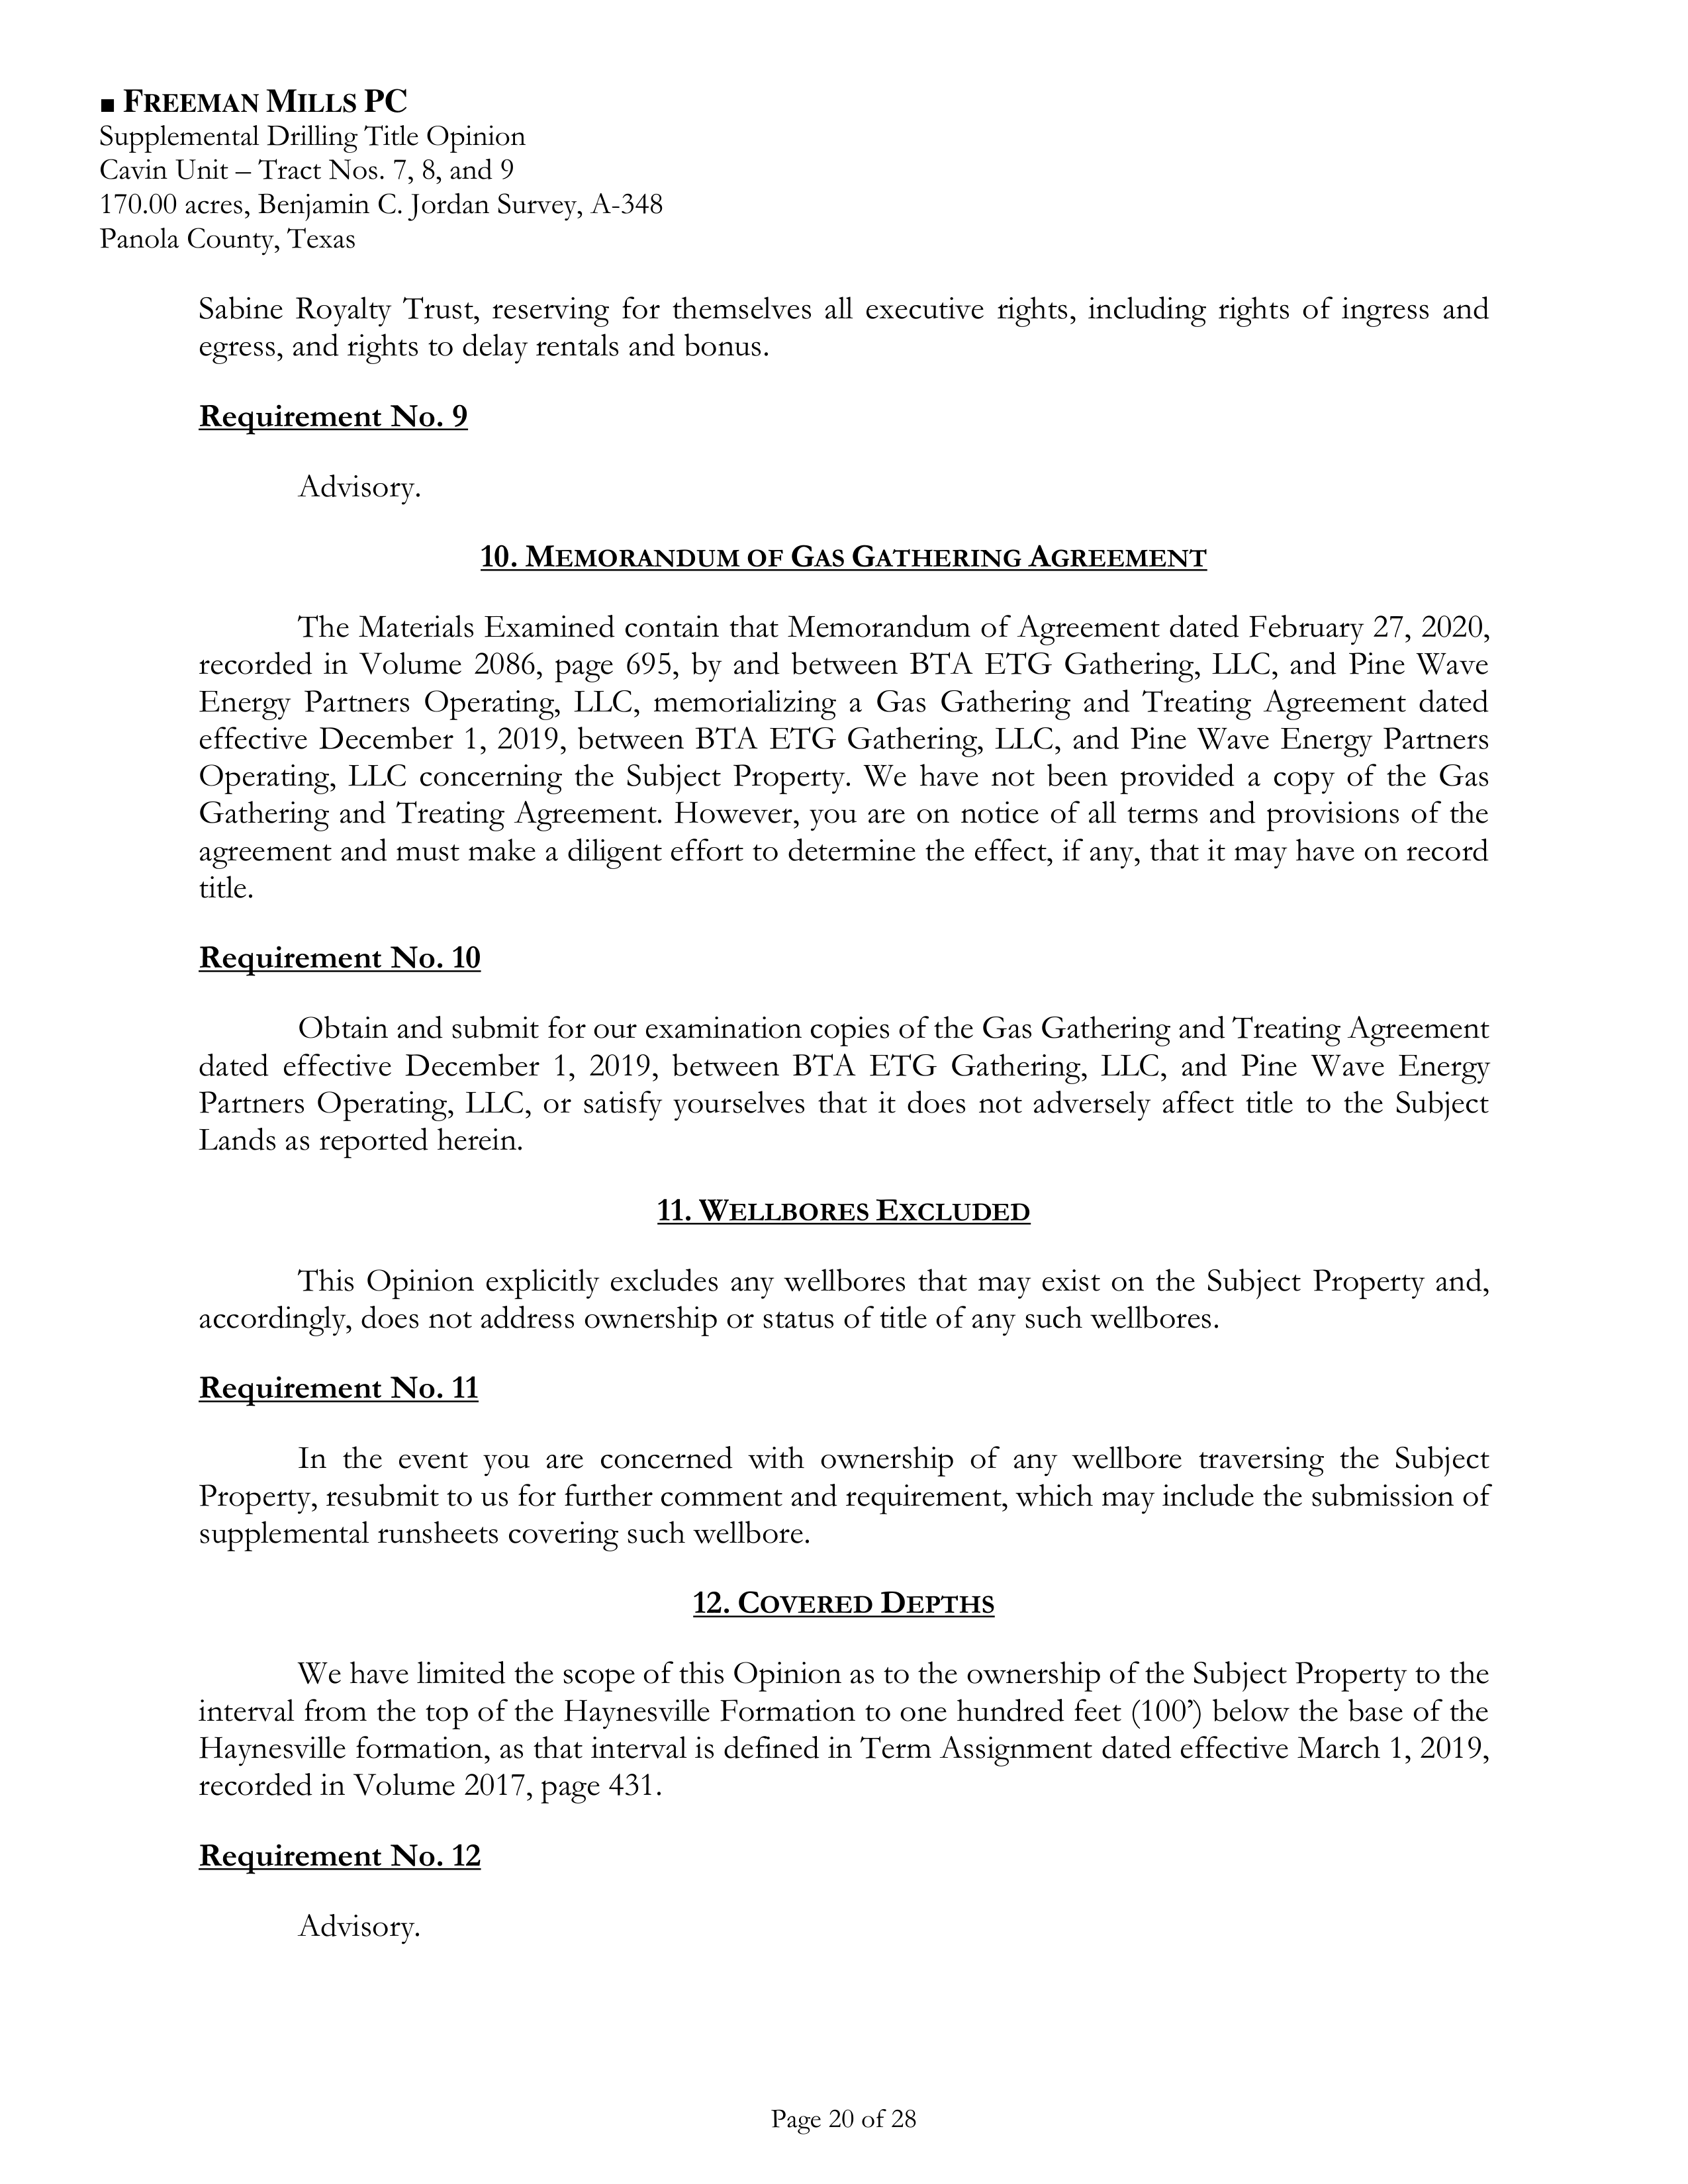 ■ FREEMAN MILLS PC
Supplemental Drilling Title Opinion
Cavin Unit – Tract Nos. 7, 8, and 9
170.00 acres, Benjamin C. Jordan Survey, A-348
Panola County, Texas
Sabine Royalty Trust, reserving for themselves all executive rights, including rights of ingress and
egress, and rights to delay rentals and bonus.
Requirement No. 9
Advisory.
10. MEMORANDUM OF GAS GATHERING AGREEMENT
The Materials Examined contain that Memorandum of Agreement dated February 27, 2020,
recorded in Volume 2086, page 695, by and between BTA ETG Gathering, LLC, and Pine Wave
Energy Partners Operating, LLC, memorializing a Gas Gathering and Treating Agreement dated
effective December 1, 2019, between BTA ETG Gathering, LLC, and Pine Wave Energy Partners
Operating, LLC concerning the Subject Property. We have not been provided a copy of the Gas
Gathering and Treating Agreement. However, you are on notice of all terms and provisions of the
agreement and must make a diligent effort to determine the effect, if any, that it may have on record
title.
Requirement No. 10
Obtain and submit for our examination copies of the Gas Gathering and Treating Agreement
dated effective December 1, 2019, between BTA ETG Gathering, LLC, and Pine Wave Energy
Partners Operating, LLC, or satisfy yourselves that it does not adversely affect title to the Subject
Lands as reported herein.
11. WELLBORES EXCLUDED
This Opinion explicitly excludes any wellbores that may exist on the Subject Property and,
accordingly, does not address ownership or status of title of any such wellbores.
Requirement No. 11
In the event you are concerned with ownership of any wellbore traversing the Subject
Property, resubmit to us for further comment and requirement, which may include the submission of
supplemental runsheets covering such wellbore.
12. COVERED DEPTHS
We have limited the scope of this Opinion as to the ownership of the Subject Property to the
interval from the top of the Haynesville Formation to one hundred feet (100’) below the base of the
Haynesville formation, as that interval is defined in Term Assignment dated effective March 1, 2019,
recorded in Volume 2017, page 431.
Requirement No. 12
Advisory.
Page 20 of 28